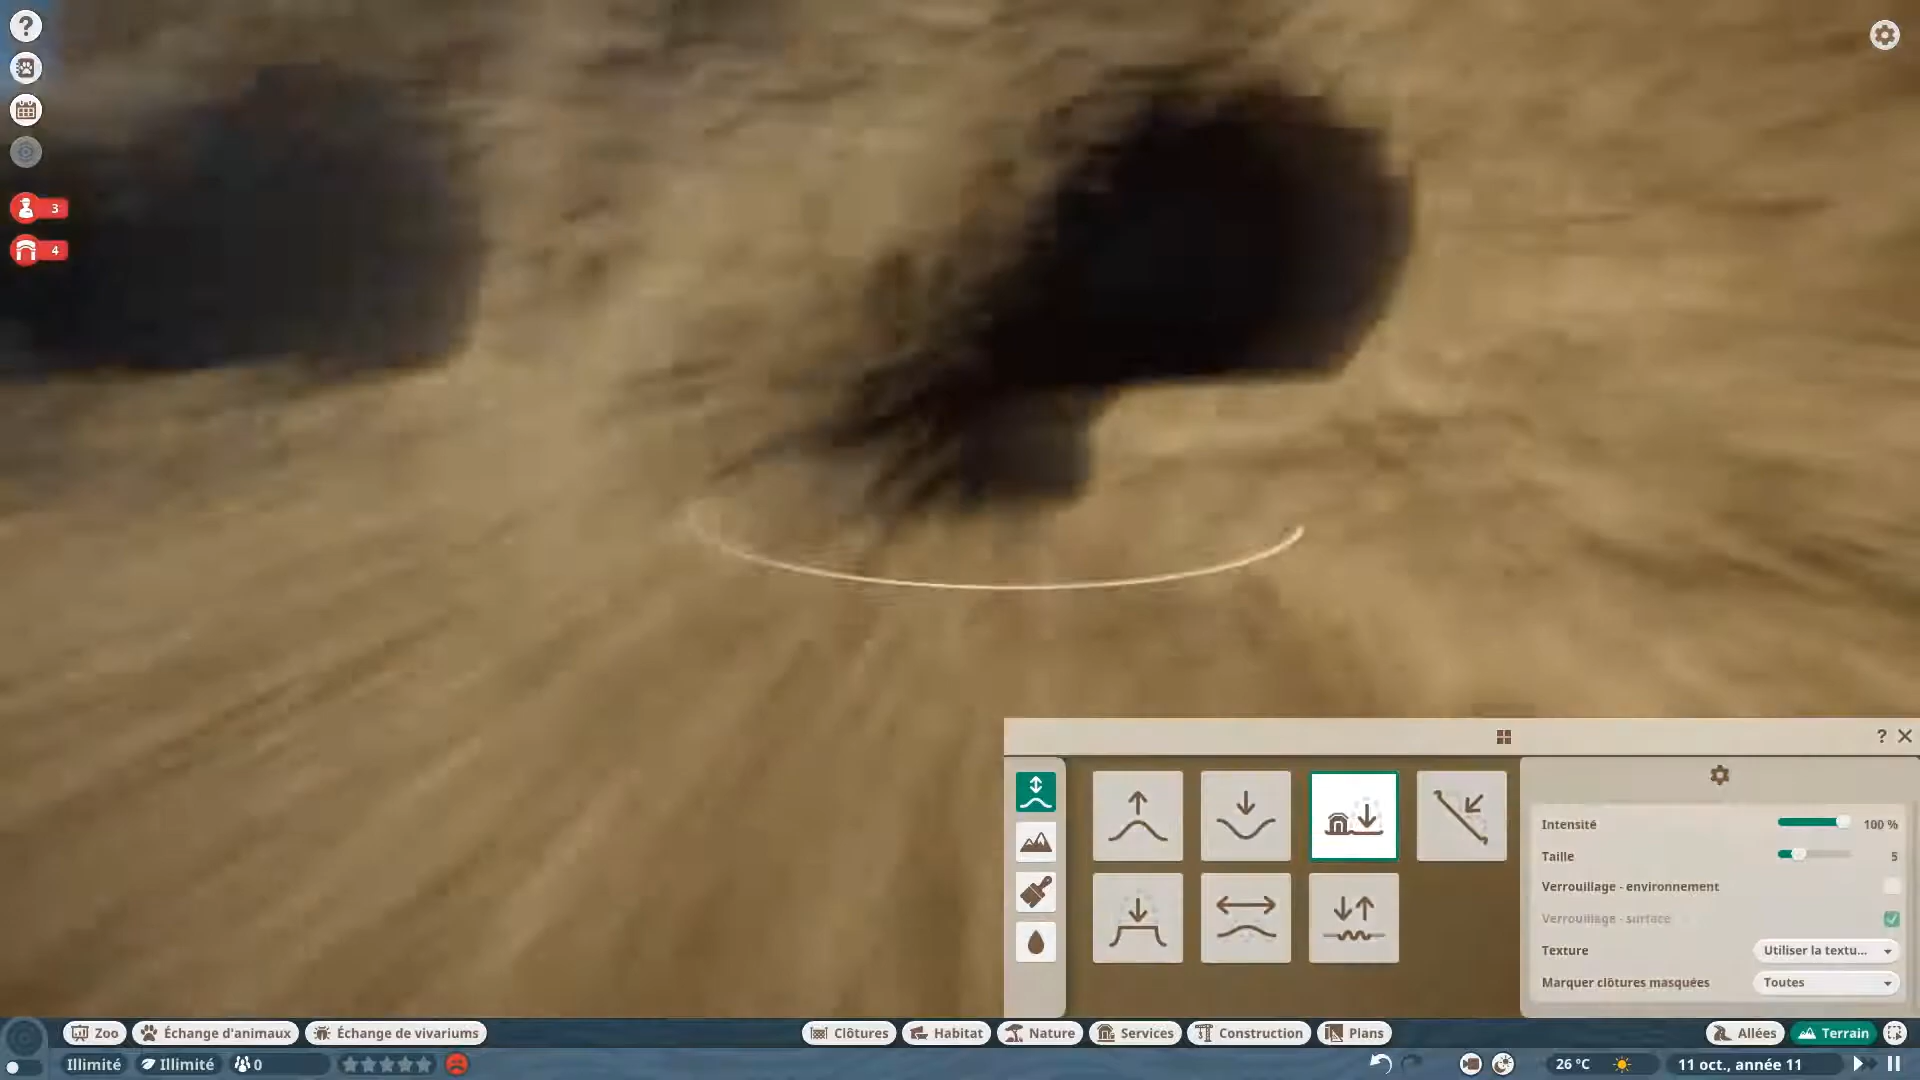 ?
3
4
? ×
Intensité 100 %
Taille 5
Verrouillage - environnement
Verrouillage - surface
Texture Utiliser la textu...
Marquer clôtures masquées Toutes
Zoo Échange d'animaux Échange de vivariums Clôtures Habitat Nature Services Construction Plans Allées Terrain
Illimité Illimité 0 26 °C 11 oct., année 11